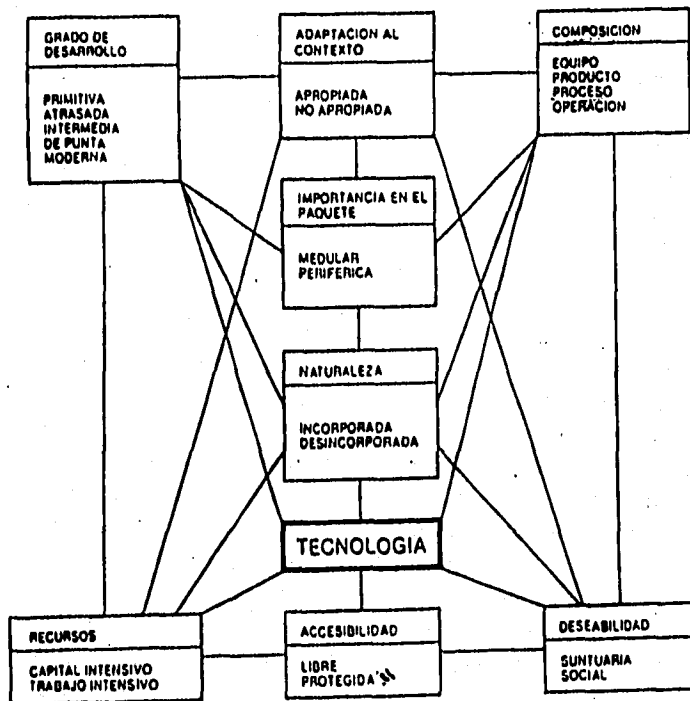 GRADO DE
DESARROLLO
PRIMITIVA
ATRASADA
INTERMEDIA
DE PUNTA
MODERNA
ADAPTACION AL
CONTEXTO
APROPIADA
NO APROPIADA
COMPOSICION
EQUIPO
PRODUCTO
PROCESO
OPERACION
IMPORTANCIA EN EL
PAQUETE
MEDULAR
PERIFERICA
NATURALEZA
INCORPORADA
DESINCORPORADA
TECNOLOGIA
RECURSOS
CAPITAL INTENSIVO
TRABAJO INTENSIVO
ACCESIBILIDAD
LIBRE
PROTEGIDA
DESEABILIDAD
SUNTUARIA
SOCIAL